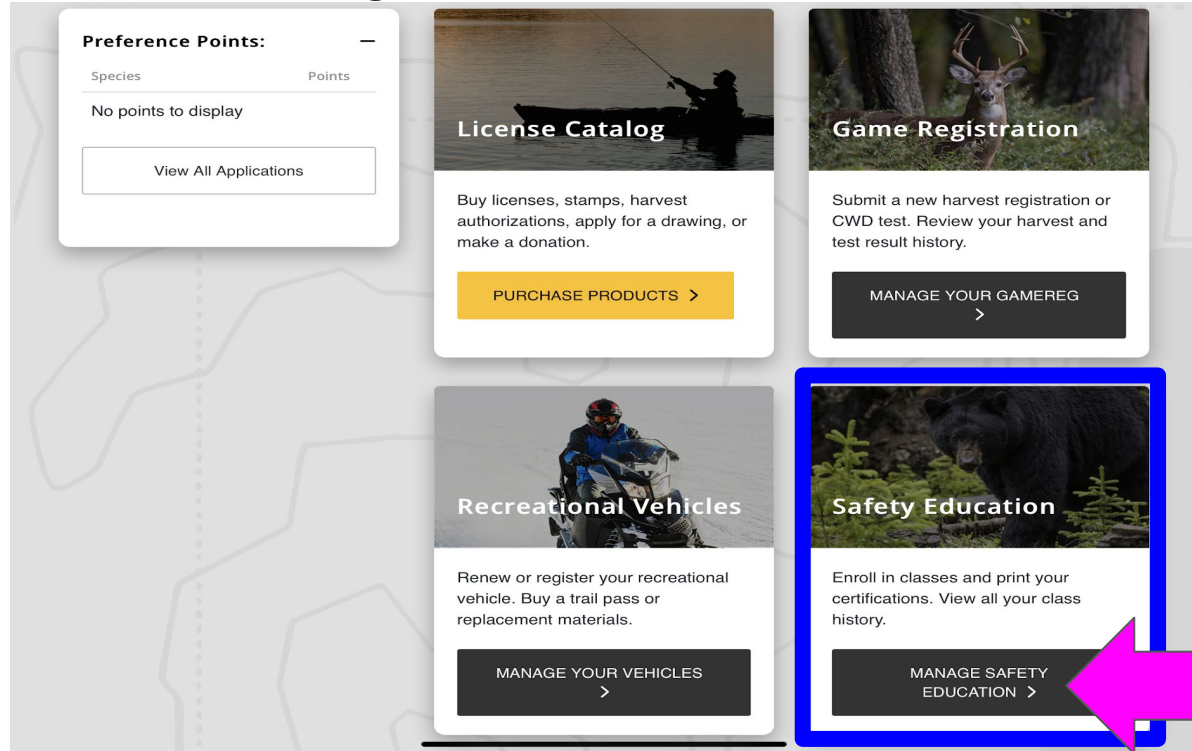 Preference Points:
Species Points
No points to display
View All Applications
License Catalog
Buy licenses, stamps, harvest
authorizations, apply for a drawing, or
make a donation.
PURCHASE PRODUCTS >
Game Registration
Submit a new harvest registration or
CWD test. Review your harvest and
test result history.
MANAGE YOUR GAMEREG
>
Recreational Vehicles
Renew or register your recreational
vehicle. Buy a trail pass or
replacement materials.
MANAGE YOUR VEHICLES
>
Safety Education
Enroll in classes and print your
certifications. View all your class
history.
MANAGE SAFETY
EDUCATION >